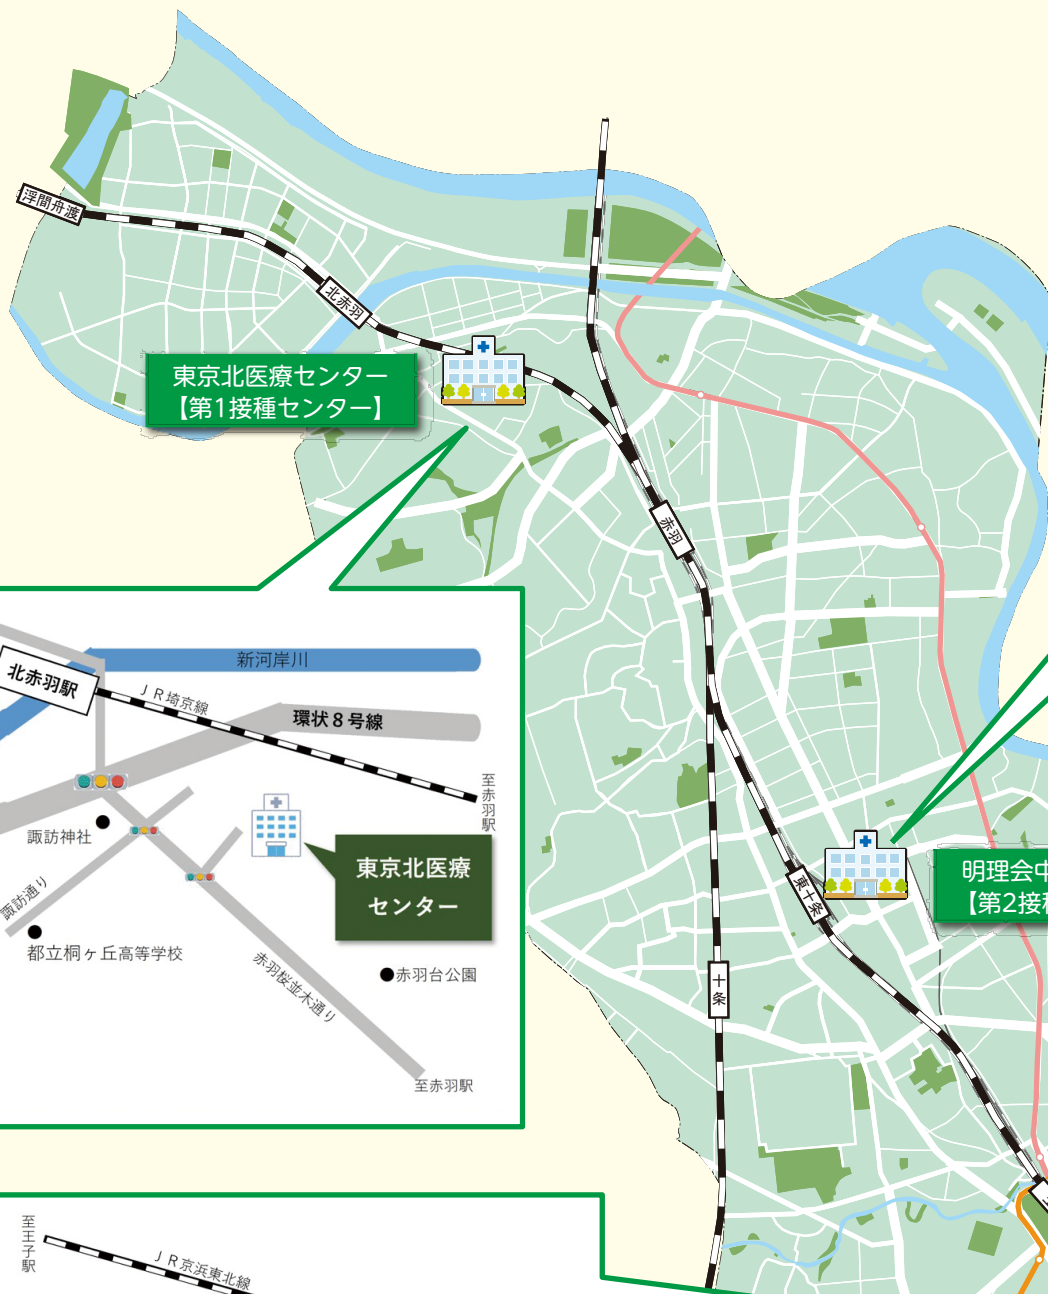 浮間舟渡
北赤羽
東京北医療センター
【第1接種センター】
赤羽
北赤羽駅
新河岸川
ＪＲ埼京線
環状８号線
至赤羽駅
諏訪神社
諏訪通り
東京北医療
センター
都立桐ヶ丘高等学校
赤羽桜並木通り
●赤羽台公園
至赤羽駅
明理会中
【第2接種
東十条
十条
至王子駅
ＪＲ京浜東北線